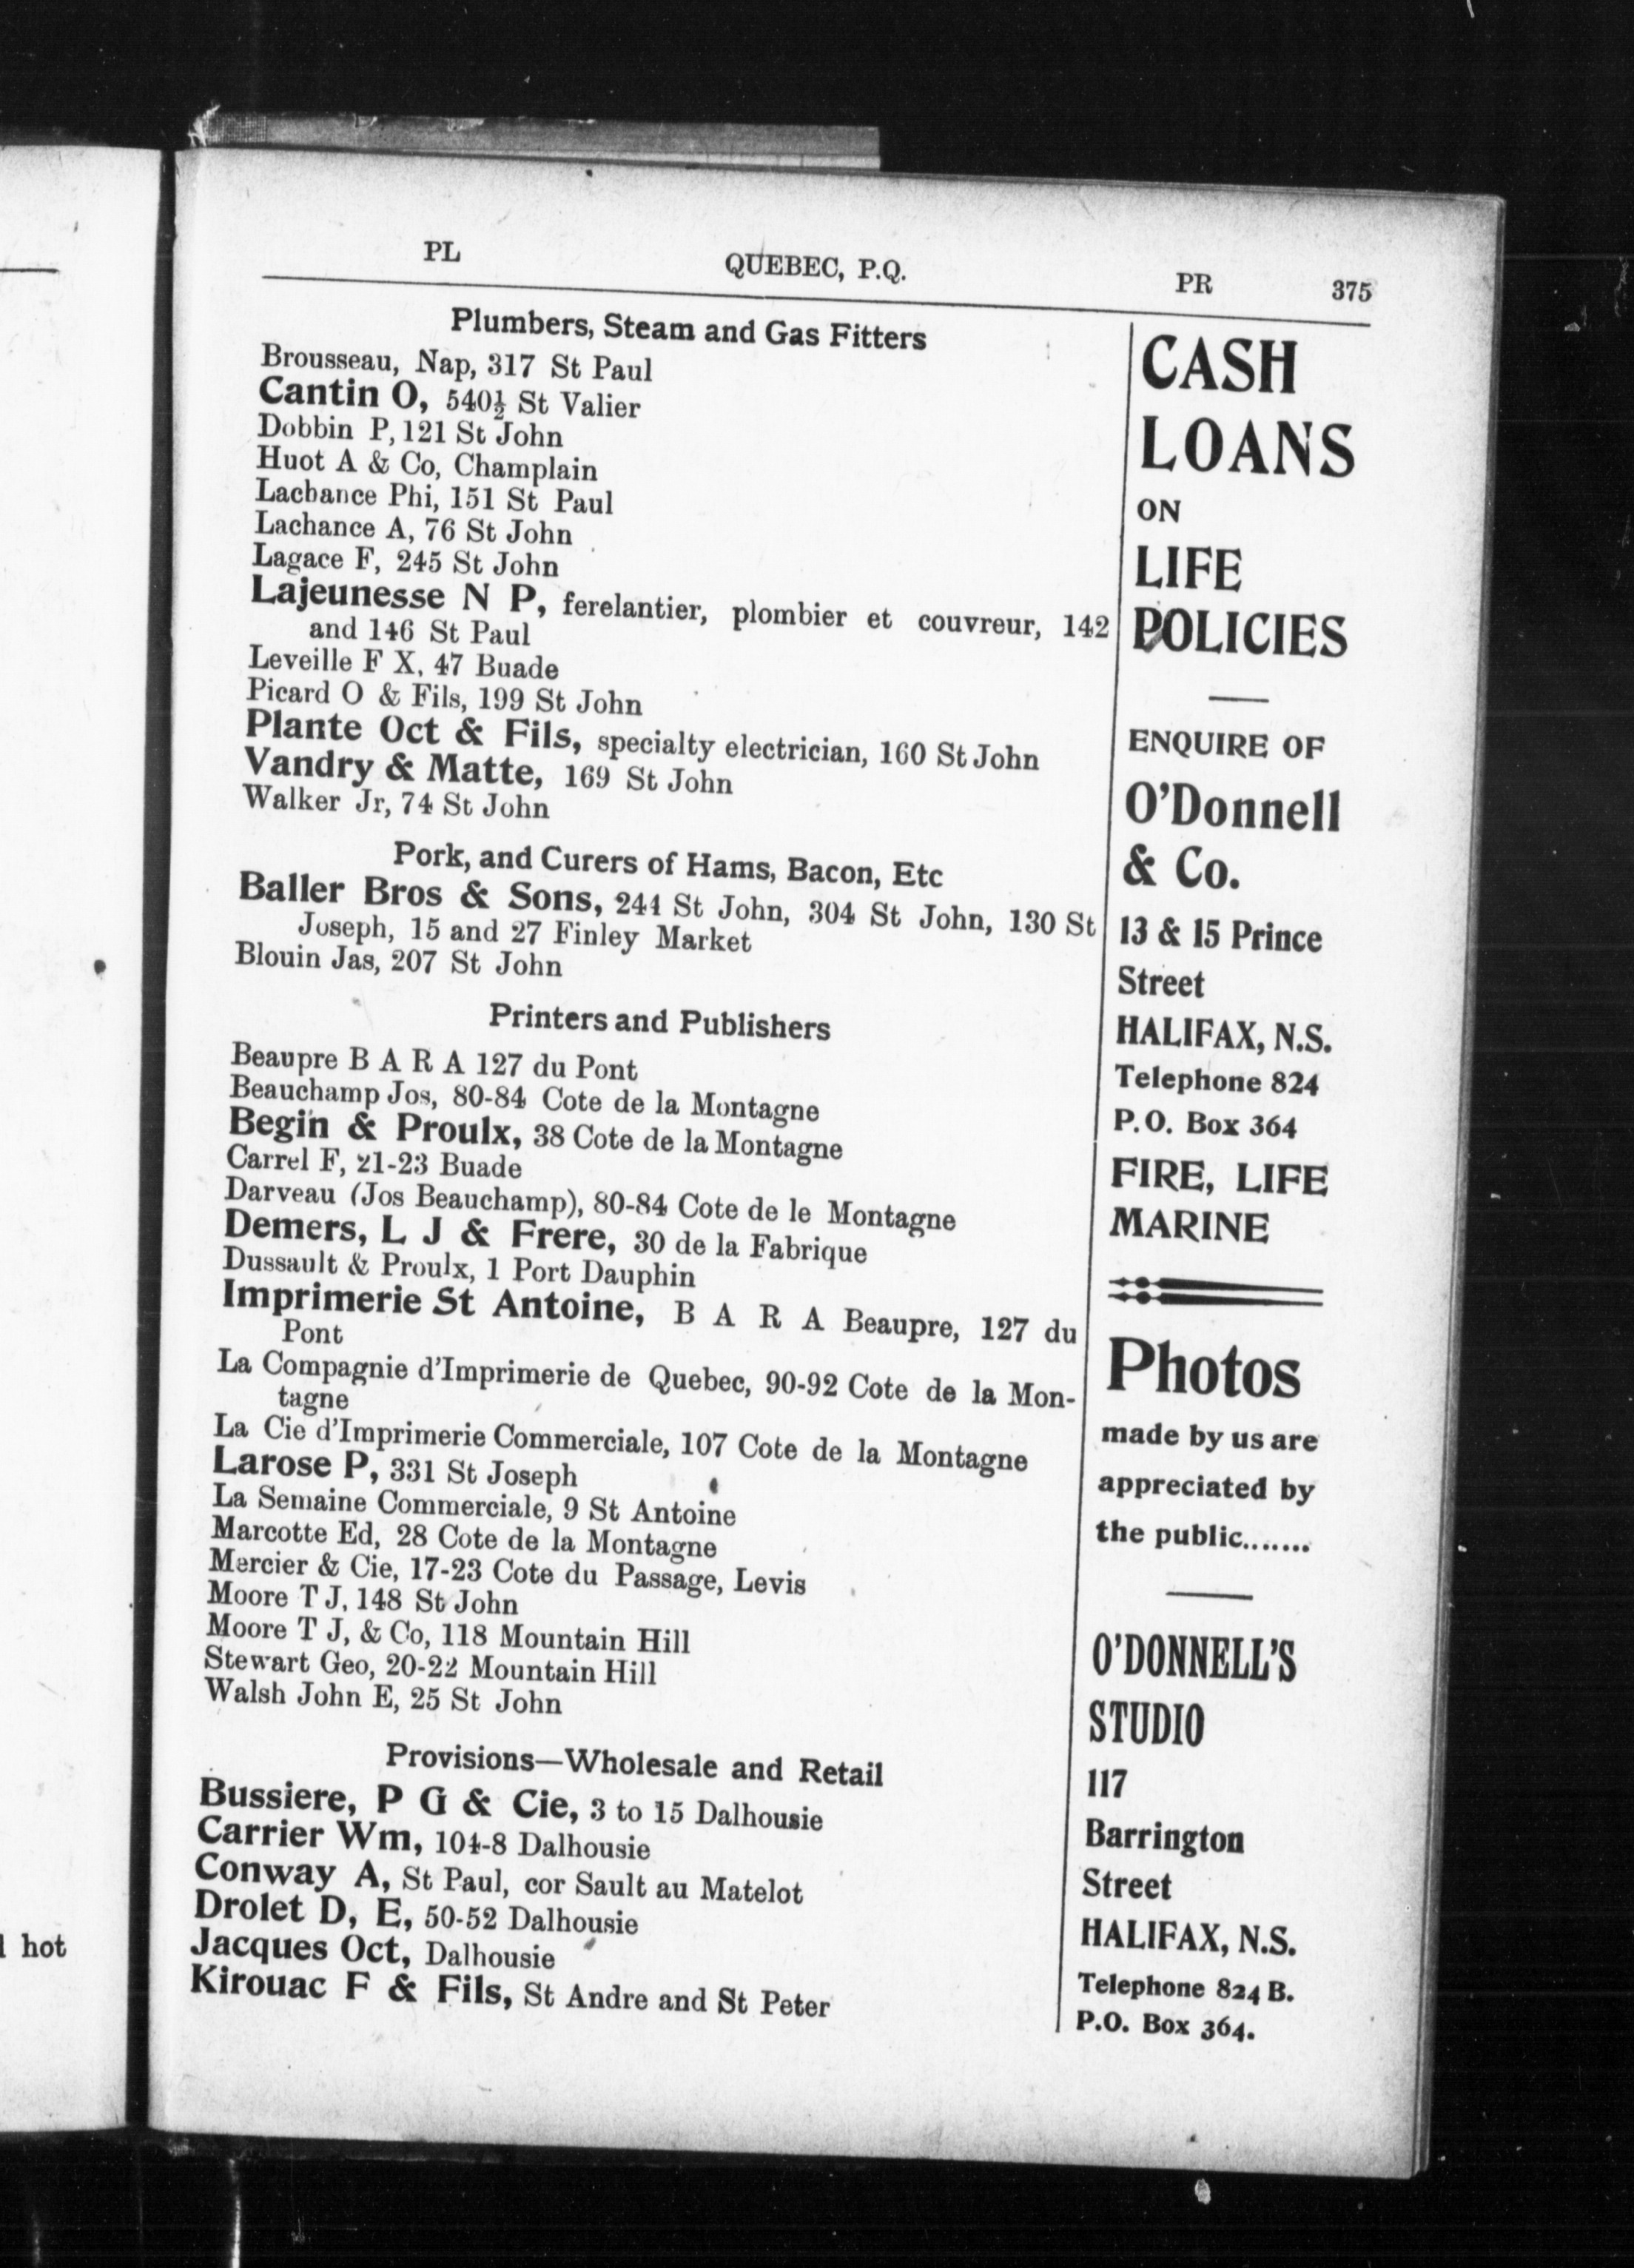 PL QUEBEC, P.Q. PR 375
Plumbers, Steam and Gas Fitters
Brousseau, Nap, 317 St Paul
Cantin O, 540½ St Valier
Dobbin P, 121 St John
Huot A & Co, Champlain
Lachance Phi, 151 St Paul
Lachance A, 76 St John
Lagace F, 245 St John
Lajeunesse N P, ferelantier, plombier et couvreur, 142
and 146 St Paul
Leveille F X, 47 Buade
Picard O & Fils, 199 St John
Plante Oct & Fils, specialty electrician, 160 St John
Vandry & Matte, 169 St John
Walker Jr, 74 St John
Pork, and Curers of Hams, Bacon, Etc
Baller Bros & Sons, 244 St John, 304 St John, 130 St
Joseph, 15 and 27 Finley Market
Blouin Jas, 207 St John
Printers and Publishers
Beaupre B A R A 127 du Pont
Beauchamp Jos, 80-84 Cote de la Montagne
Begin & Proulx, 38 Cote de la Montagne
Carrel F, 21-23 Buade
Darveau (Jos Beauchamp), 80-84 Cote de le Montagne
Demers, L J & Frere, 30 de la Fabrique
Dussault & Proulx, 1 Port Dauphin
Imprimerie St Antoine, B A R A Beaupre, 127 du
Pont
La Compagnie d'Imprimerie de Quebec, 90-92 Cote de la Mon-
tagne
La Cie d'Imprimerie Commerciale, 107 Cote de la Montagne
Larose P, 331 St Joseph
La Semaine Commerciale, 9 St Antoine
Marcotte Ed, 28 Cote de la Montagne
Mercier & Cie, 17-23 Cote du Passage, Levis
Moore T J, 148 St John
Moore T J, & Co, 118 Mountain Hill
Stewart Geo, 20-22 Mountain Hill
Walsh John E, 25 St John
Provisions—Wholesale and Retail
Bussiere, P G & Cie, 3 to 15 Dalhousie
Carrier Wm, 104-8 Dalhousie
Conway A, St Paul, cor Sault au Matelot
Drolet D, E, 50-52 Dalhousie
Jacques Oct, Dalhousie
Kirouac F & Fils, St Andre and St Peter
CASH
LOANS
ON
LIFE
POLICIES
ENQUIRE OF
O'Donnell
& Co.
13 & 15 Prince
Street
HALIFAX, N.S.
Telephone 824
P.O. Box 364
FIRE, LIFE
MARINE
Photos
made by us are
appreciated by
the public.......
O'DONNELL'S
STUDIO
117
Barrington
Street
HALIFAX, N.S.
Telephone 824 B.
P.O. Box 364.
hot